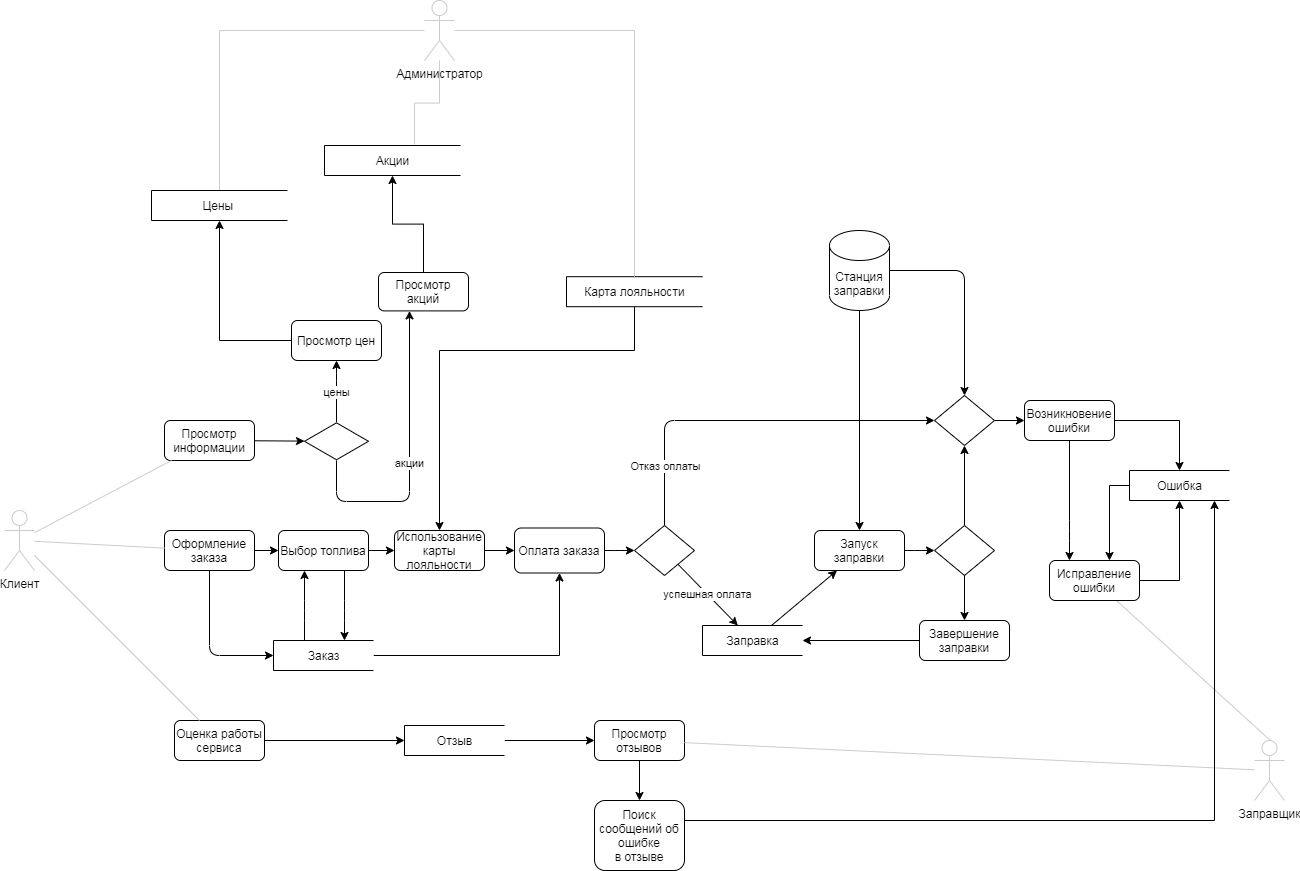 Администратор
Акции
Цены
Станция
заправки
Просмотр
акций
Карта лояльности
Просмотр цен
цены
Просмотр
информации
акции
Возникновение
ошибки
Отказ оплаты
Ошибка
Клиент
Оформление
заказа
Выбор топлива
Использование
карты
лояльности
Оплата заказа
Запуск
заправки
Исправление
ошибки
успешная оплата
Заказ
Заправка
Завершение
заправки
Оценка работы
сервиса
Отзыв
Просмотр
отзывов
Заправщик
Поиск
сообщений об
ошибке
в отзыве